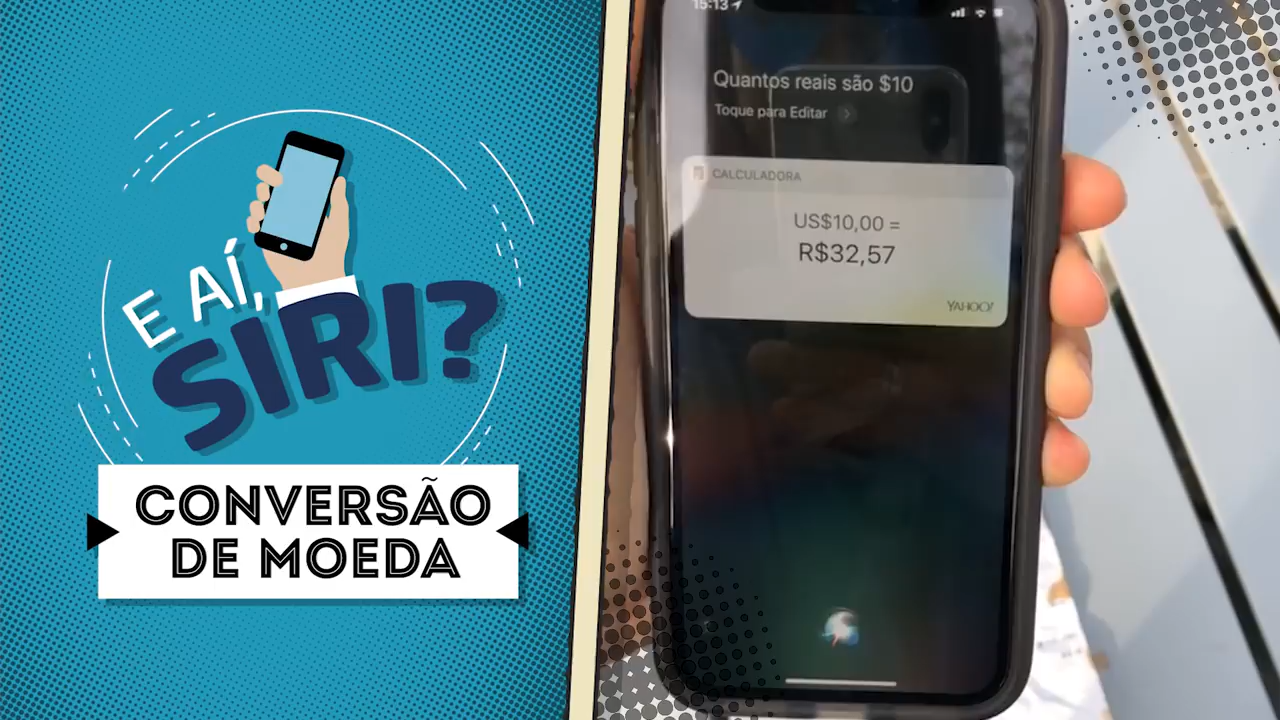 E AÍ,
SIRI?
CONVERSÃO
DE MOEDA
15:13
Quantos reais são $10
Toque para Editar
CALCULADORA
US$10,00 =
R$32,57
YAHOO!